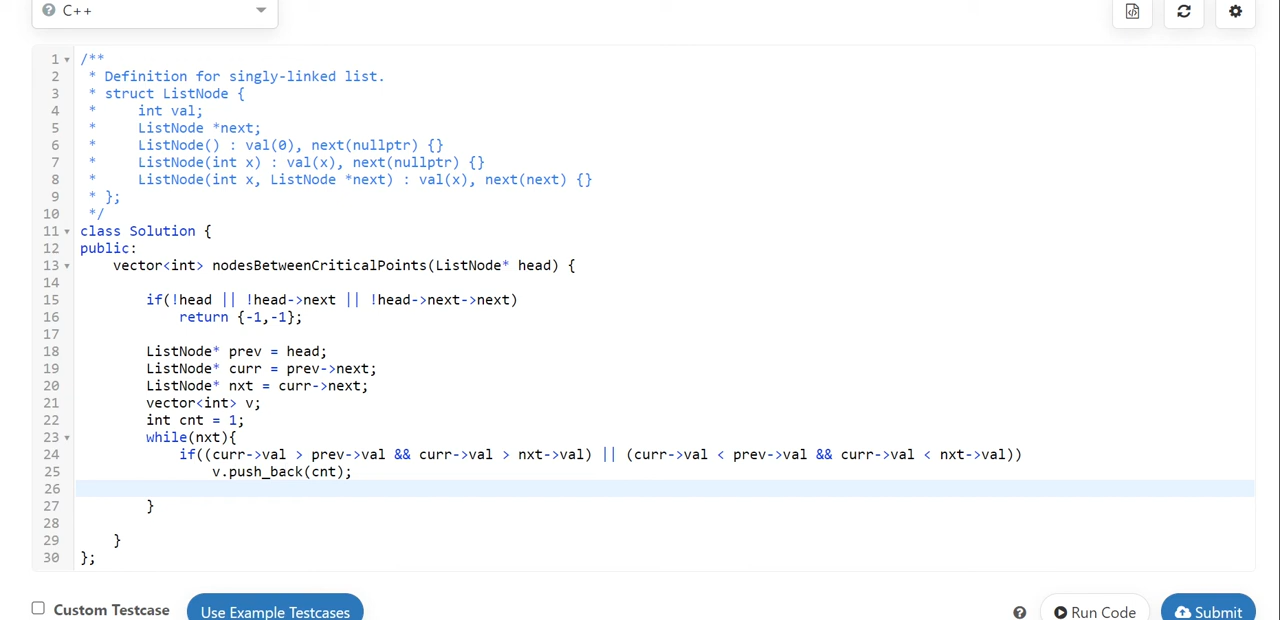 C++
1 /**
2  * Definition for singly-linked list.
3  * struct ListNode {
4  *     int val;
5  *     ListNode *next;
6  *     ListNode() : val(0), next(nullptr) {}
7  *     ListNode(int x) : val(x), next(nullptr) {}
8  *     ListNode(int x, ListNode *next) : val(x), next(next) {}
9  * };
10  */
11 class Solution {
12 public:
13     vector<int> nodesBetweenCriticalPoints(ListNode* head) {
14
15         if(!head || !head->next || !head->next->next)
16             return {-1,-1};
17
18         ListNode* prev = head;
19         ListNode* curr = prev->next;
20         ListNode* nxt = curr->next;
21         vector<int> v;
22         int cnt = 1;
23         while(nxt){
24             if((curr->val > prev->val && curr->val > nxt->val) || (curr->val < prev->val && curr->val < nxt->val))
25                 v.push_back(cnt);
26
27         }
28
29     }
30 };
Custom Testcase Use Example Testcases ? Run Code Submit